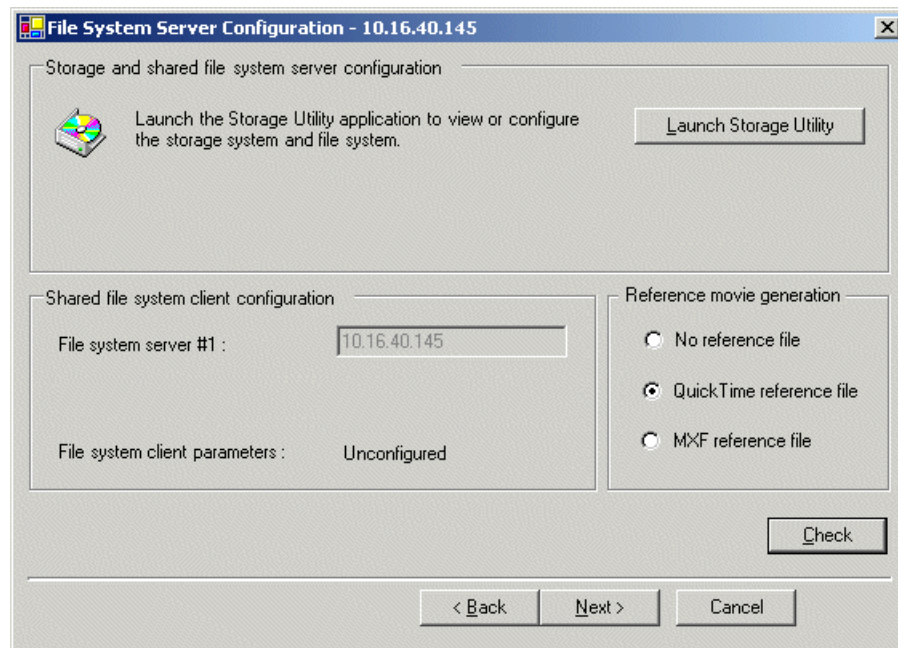 File System Server Configuration - 10.16.40.145
Storage and shared file system server configuration
Launch the Storage Utility application to view or configure
the storage system and file system.
Launch Storage Utility
Shared file system client configuration
File system server #1 :
10.16.40.145
File system client parameters :
Unconfigured
Reference movie generation
No reference file
QuickTime reference file
MXF reference file
Check
< Back
Next >
Cancel